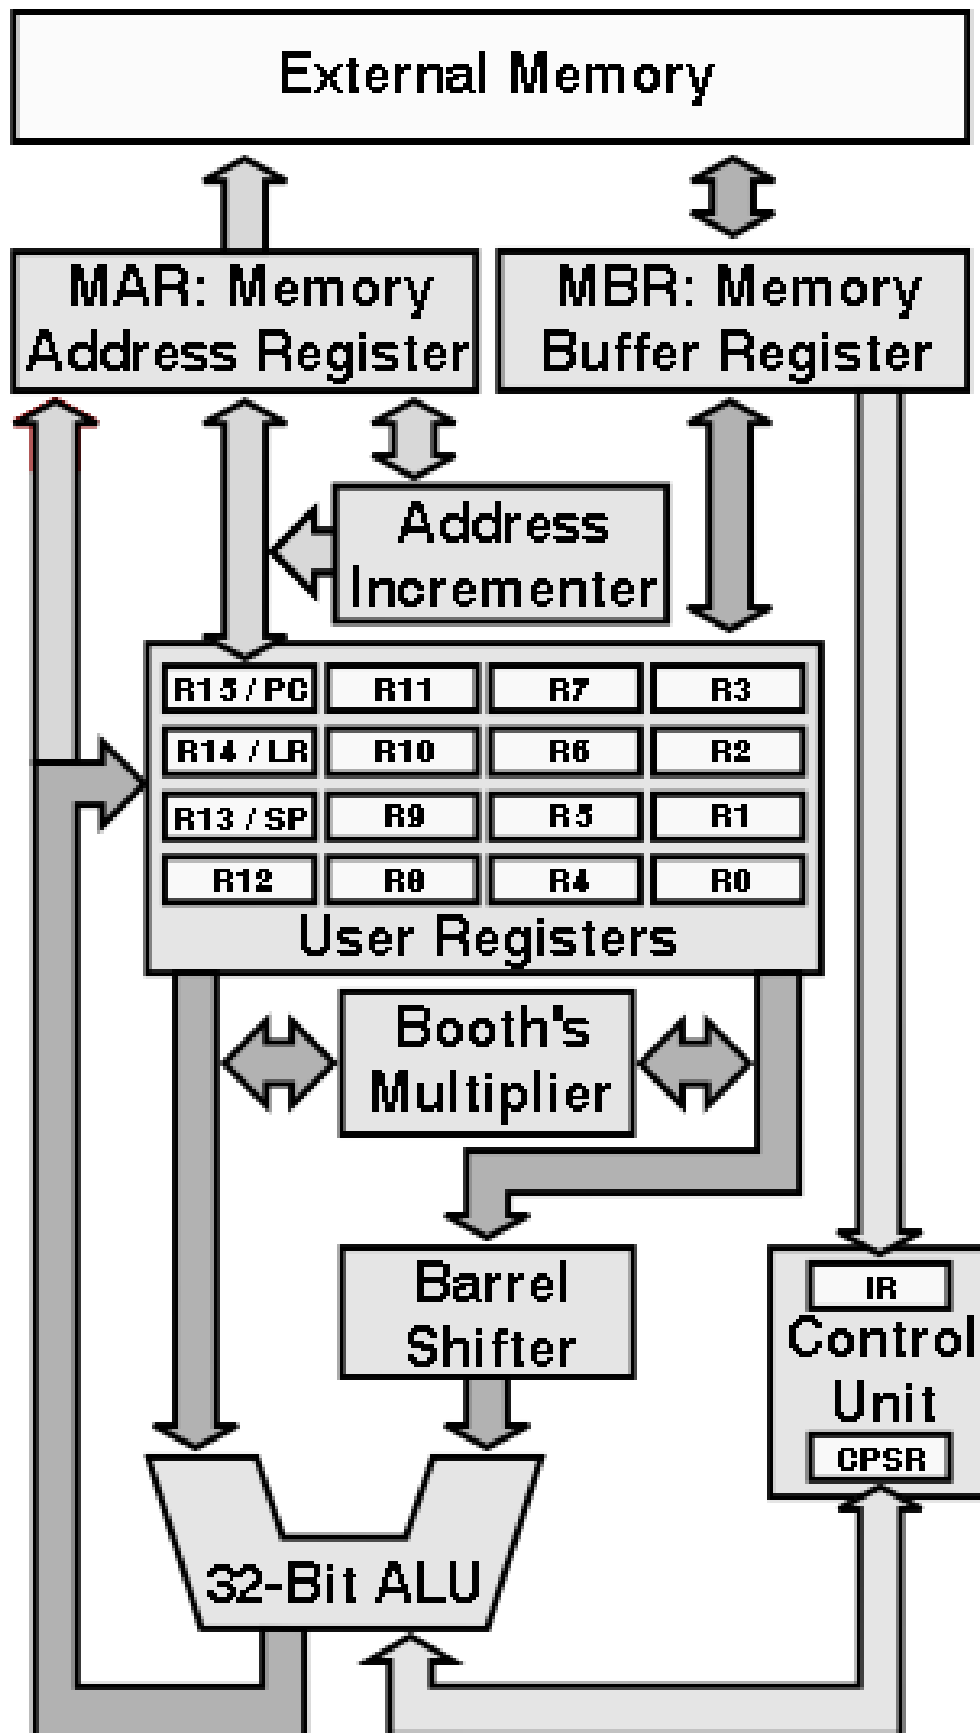 External Memory
MAR: Memory
Address Register
MBR: Memory
Buffer Register
Address
Incrementer
R15 / PC
R11
R7
R3
R14 / LR
R10
R6
R2
R13 / SP
R9
R5
R1
R12
R8
R4
R0
User Registers
Booth's
Multiplier
Barrel
Shifter
IR
Control
Unit
CPSR
32-Bit ALU